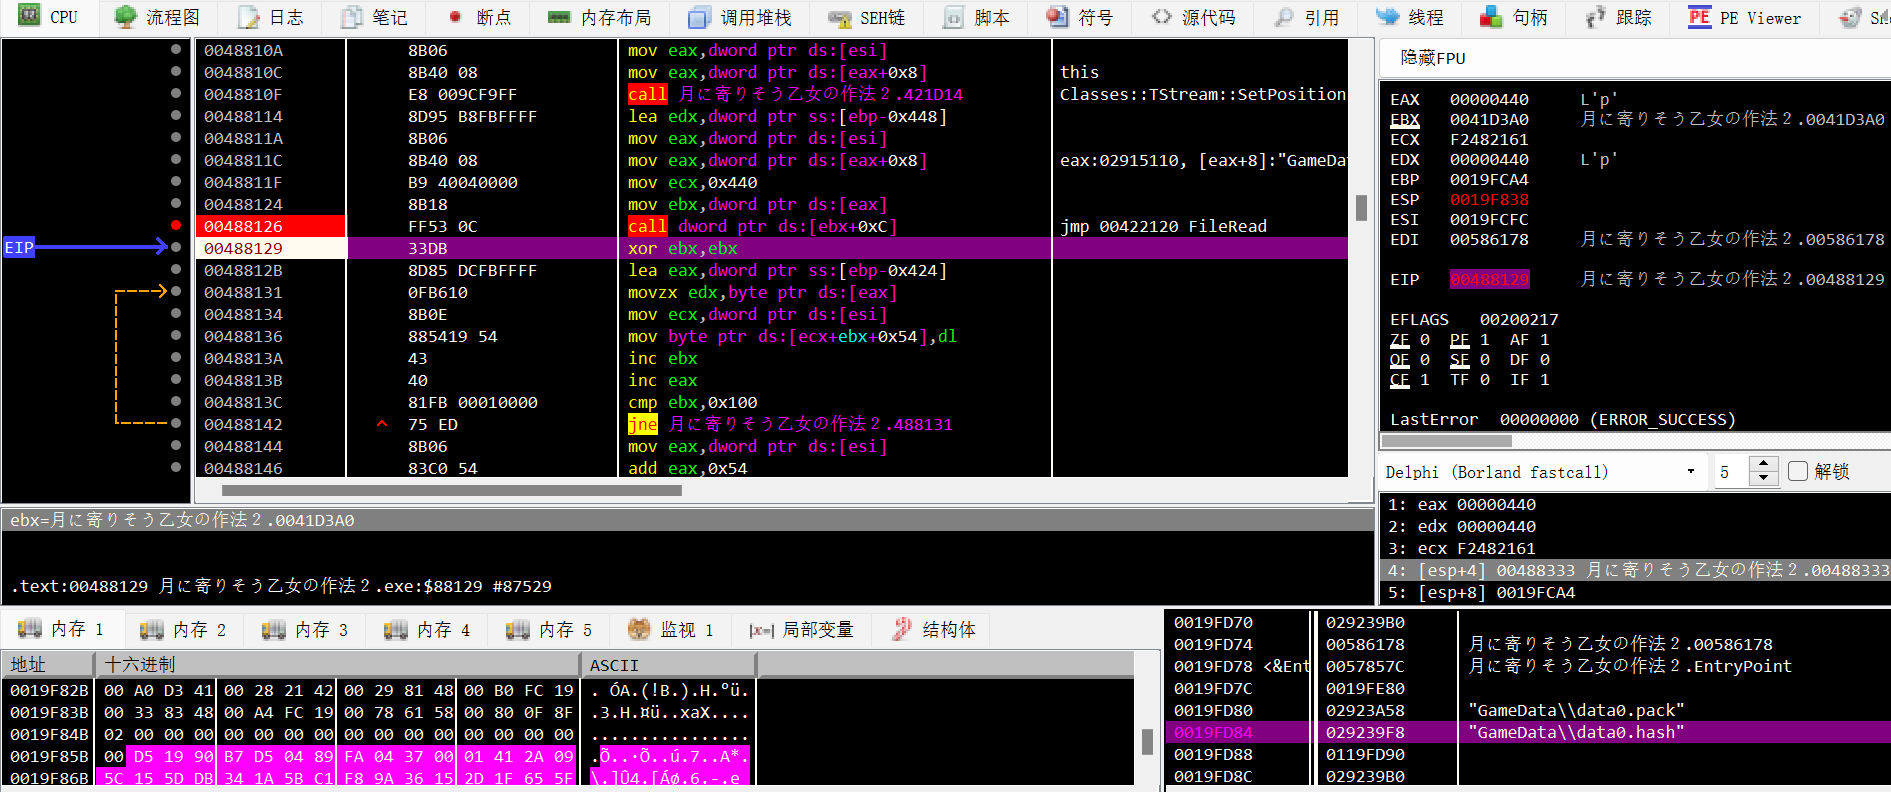 CPU 流程图 日志 笔记 断点 内存布局 调用堆栈 SEH链 脚本 符号 源代码 引用 线程 句柄 跟踪 PE Viewer
0048810A 8B06 mov eax,dword ptr ds:[esi]
0048810C 8B40 08 mov eax,dword ptr ds:[eax+0x8] this
0048810F E8 009CF9FF call 月に寄りそう乙女の作法２.421D14 Classes::TStream::SetPosition
00488114 8D95 B8FBFFFF lea edx,dword ptr ss:[ebp-0x448]
0048811A 8B06 mov eax,dword ptr ds:[esi]
0048811C 8B40 08 mov eax,dword ptr ds:[eax+0x8] eax:02915110, [eax+8]:"GameDa
0048811F B9 40040000 mov ecx,0x440
00488124 8B18 mov ebx,dword ptr ds:[eax]
00488126 FF53 0C call dword ptr ds:[ebx+0xC] jmp 00422120 FileRead
EIP 00488129 33DB xor ebx,ebx
0048812B 8D85 DCFBFFFF lea eax,dword ptr ss:[ebp-0x424]
00488131 0FB610 movzx edx,byte ptr ds:[eax]
00488134 8B0E mov ecx,dword ptr ds:[esi]
00488136 885419 54 mov byte ptr ds:[ecx+ebx+0x54],dl
0048813A 43 inc ebx
0048813B 40 inc eax
0048813C 81FB 00010000 cmp ebx,0x100
00488142 75 ED jne 月に寄りそう乙女の作法２.488131
00488144 8B06 mov eax,dword ptr ds:[esi]
00488146 83C0 54 add eax,0x54
隐藏FPU
EAX 00000440 L'р'
EBX 0041D3A0 月に寄りそう乙女の作法２.0041D3A0
ECX F2482161
EDX 00000440 L'р'
EBP 0019FCA4
ESP 0019F838
ESI 0019FCFC
EDI 00586178 月に寄りそう乙女の作法２.00586178
EIP 00488129 月に寄りそう乙女の作法２.00488129
EFLAGS 00200217
ZF 0 PF 1 AF 1
OF 0 SF 0 DF 0
CF 1 TF 0 IF 1
LastError 00000000 (ERROR_SUCCESS)
Delphi (Borland fastcall) 5 解锁
1: eax 00000440
2: edx 00000440
3: ecx F2482161
4: [esp+4] 00488333 月に寄りそう乙女の作法２.00488333
5: [esp+8] 0019FCA4
ebx=月に寄りそう乙女の作法２.0041D3A0
.text:00488129 月に寄りそう乙女の作法２.exe:$88129 #87529
内存 1 内存 2 内存 3 内存 4 内存 5 监视 1 [x=] 局部变量 结构体
地址 十六进制 ASCII
0019F82B 00 A0 D3 41 00 28 21 42 00 29 81 48 00 B0 FC 19 . ÓA.(!B.).H.°ü.
0019F83B 00 33 83 48 00 A4 FC 19 00 78 61 58 00 80 0F 8F .3.H.¤ü..xaX....
0019F84B 02 00 00 00 00 00 00 00 00 00 00 00 00 00 00 00 ................
0019F85B 00 D5 19 90 B7 D5 04 89 FA 04 37 00 01 41 2A 09 .Õ..·Õ..ú.7..A*.
0019F86B 5C 15 5D DB 34 1A 5B C1 F8 9A 36 15 2D 1F 65 5F \.]Û4.[Áø.6.-.e
0019FD70 029239B0
0019FD74 00586178 月に寄りそう乙女の作法２.00586178
0019FD78 <&Ent 0057857C 月に寄りそう乙女の作法２.EntryPoint
0019FD7C 0019FE80
0019FD80 02923A58 "GameData\\data0.pack"
0019FD84 029239F8 "GameData\\data0.hash"
0019FD88 0119FD90
0019FD8C 029239B0